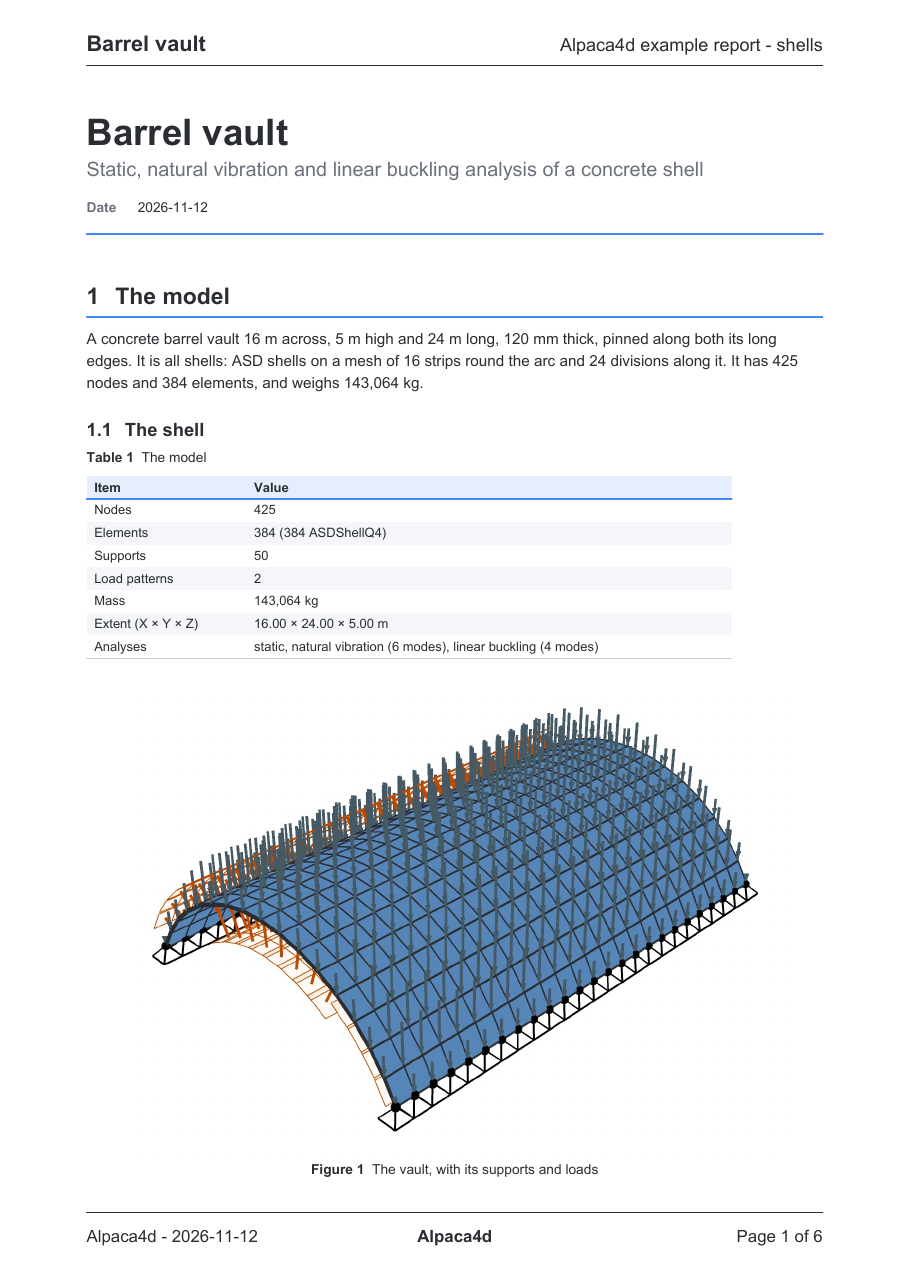 Barrel vault
Alpaca4d example report - shells
Barrel vault
Static, natural vibration and linear buckling analysis of a concrete shell
Date 2026-11-12
1 The model
A concrete barrel vault 16 m across, 5 m high and 24 m long, 120 mm thick, pinned along both its long
edges. It is all shells: ASD shells on a mesh of 16 strips round the arc and 24 divisions along it. It has 425
nodes and 384 elements, and weighs 143,064 kg.
1.1 The shell
Table 1 The model
Item Value
Nodes 425
Elements 384 (384 ASDShellQ4)
Supports 50
Load patterns 2
Mass 143,064 kg
Extent (X × Y × Z) 16.00 × 24.00 × 5.00 m
Analyses static, natural vibration (6 modes), linear buckling (4 modes)
Figure 1 The vault, with its supports and loads
Alpaca4d - 2026-11-12
Alpaca4d
Page 1 of 6